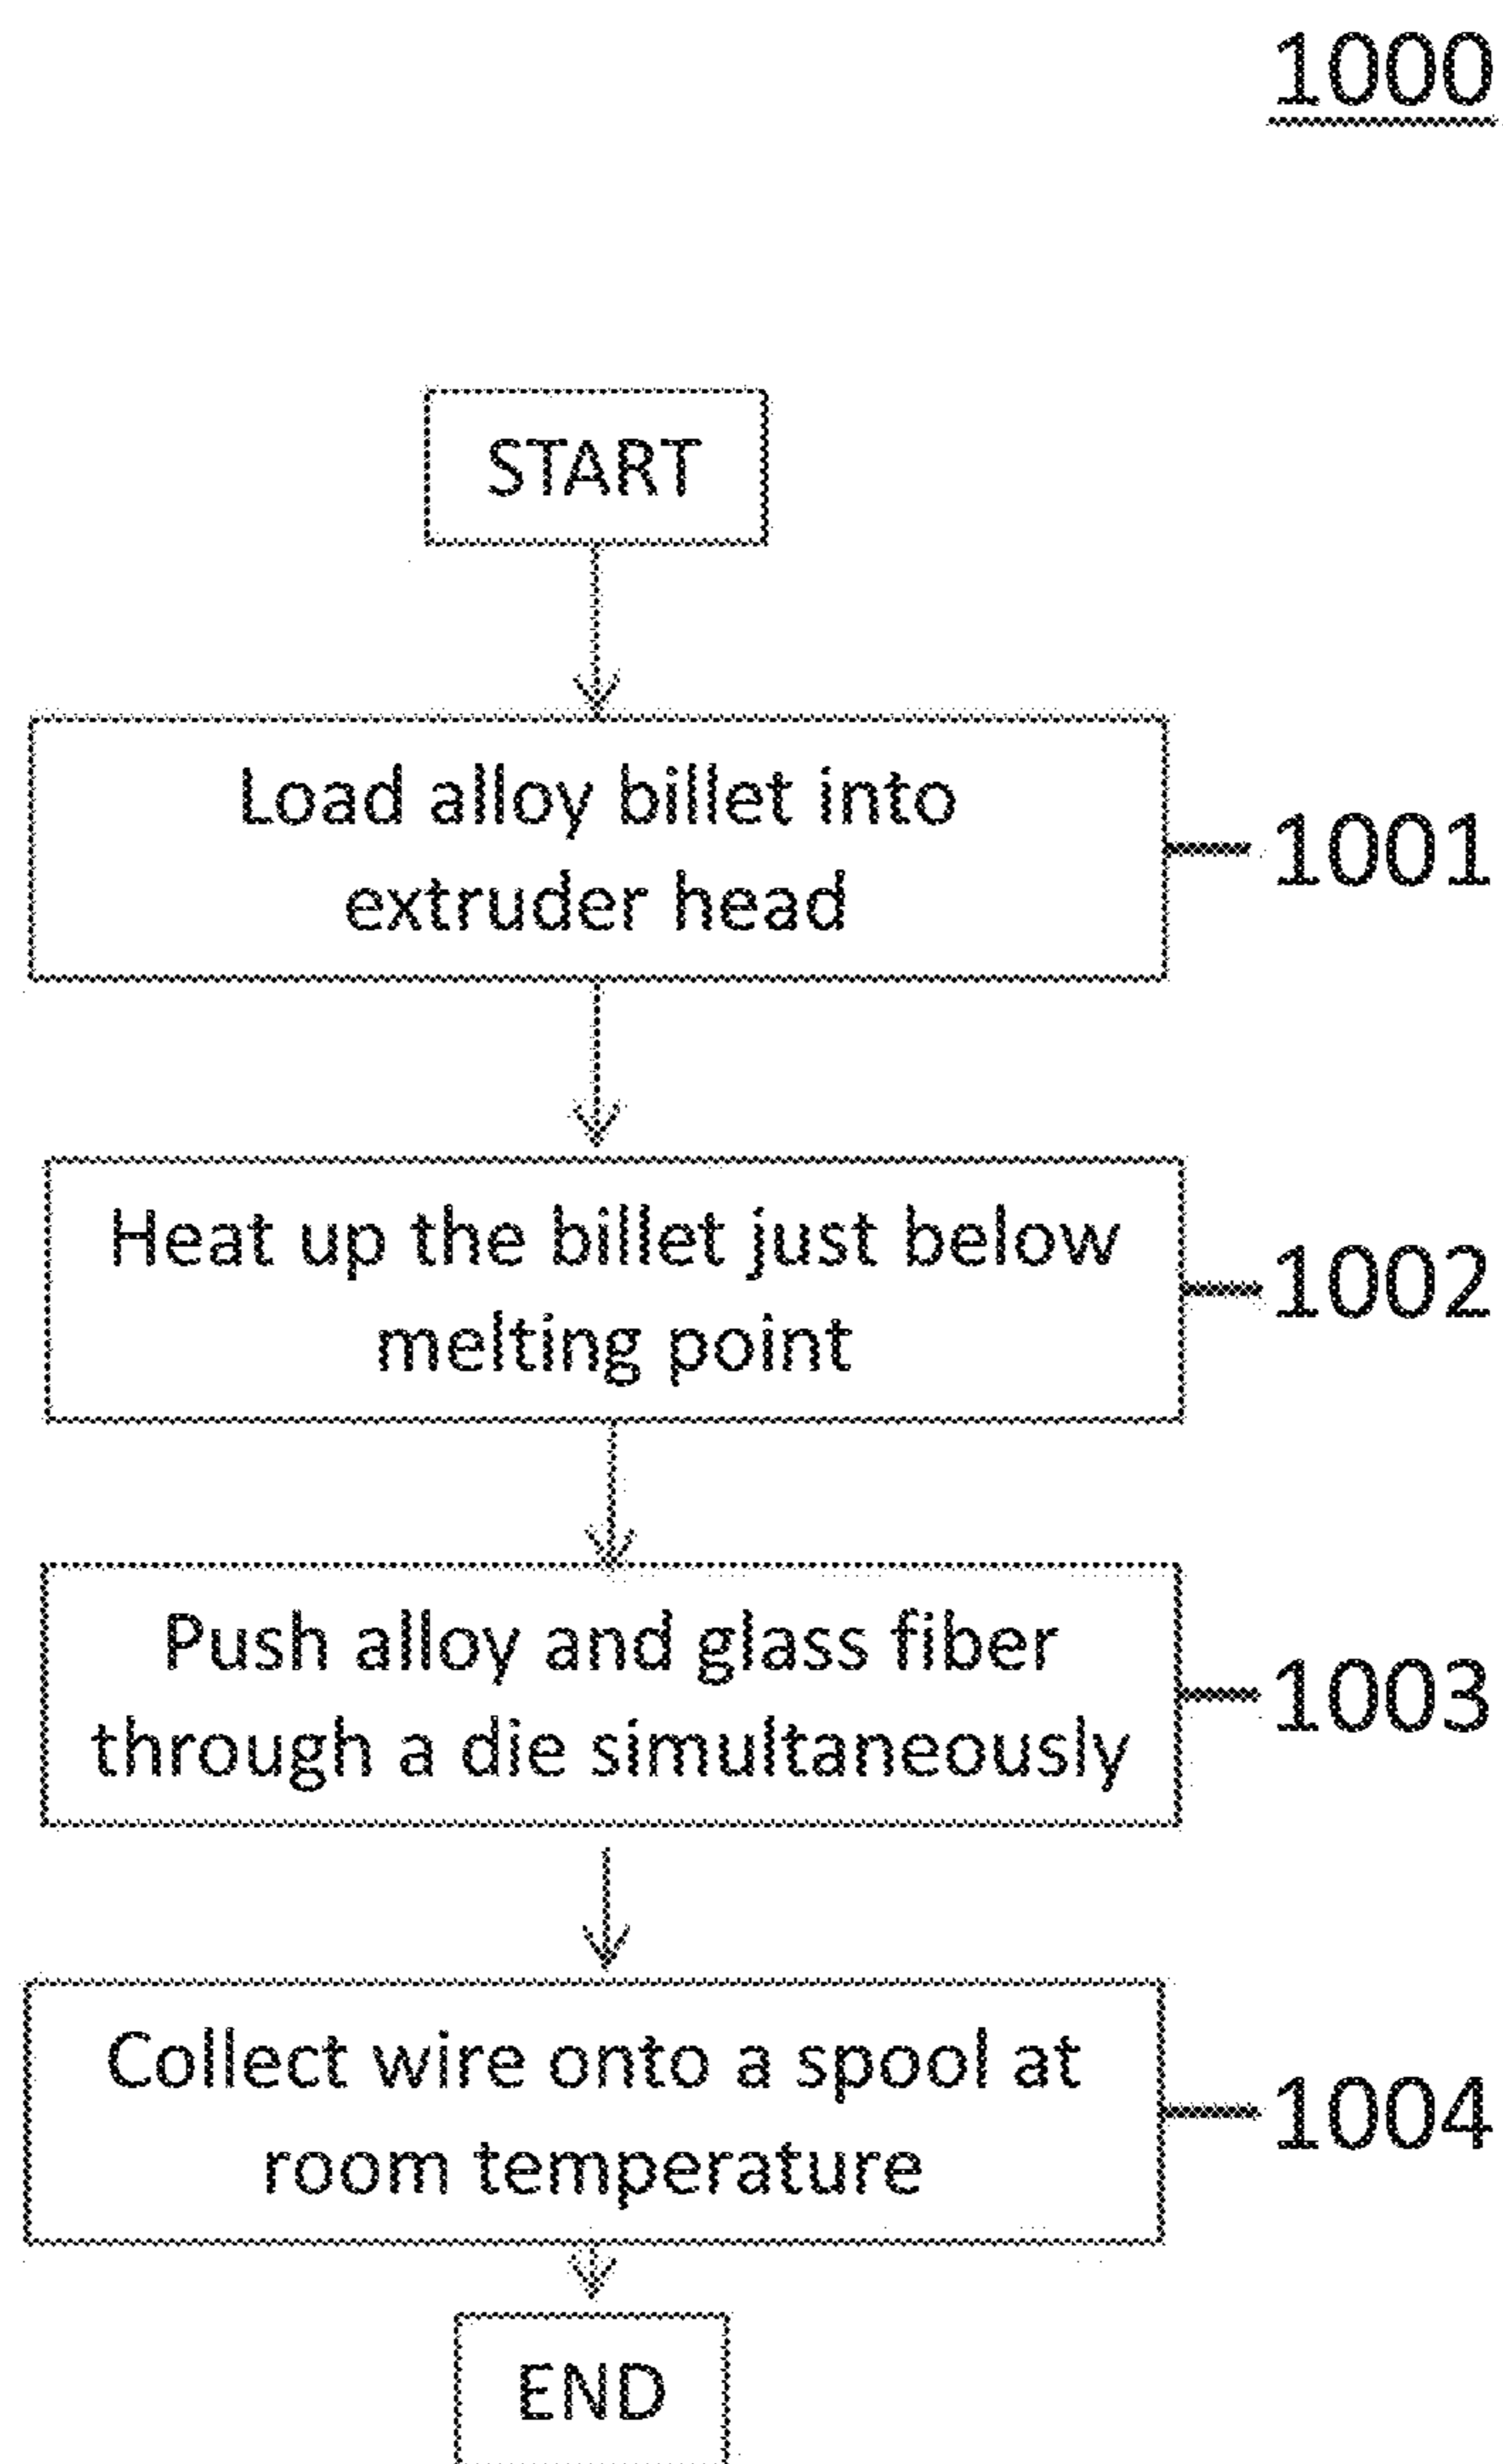 1000
START
Load alloy billet into
extruder head
1001
Heat up the billet just below
melting point
1002
Push alloy and glass fiber
through a die simultaneously
1003
Collect wire onto a spool at
room temperature
1004
END